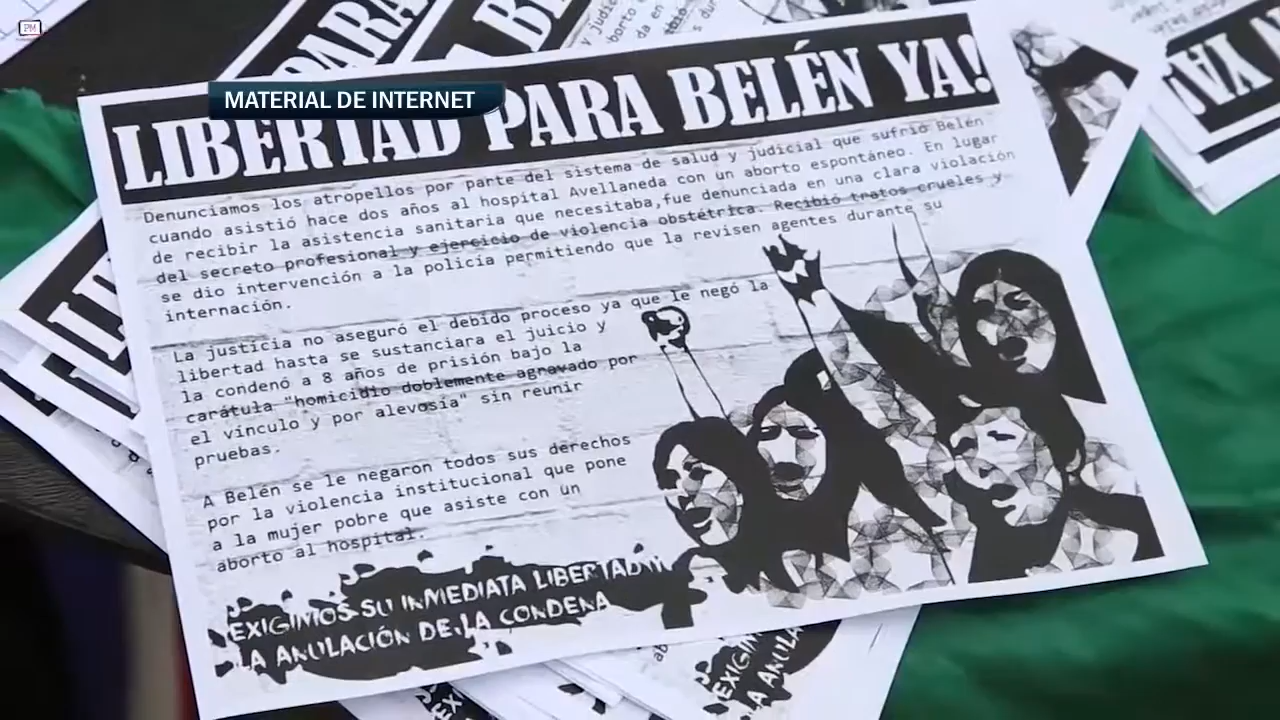 PM
MATERIAL DE INTERNET
LIBERTAD PARA BELÉN YA!
Denunciamos los atropellos por parte del sistema de salud y judicial que sufrió Belén
cuando asistió hace dos años al hospital Avellaneda con un aborto espontáneo. En lugar
de recibir la asistencia sanitaria que necesitaba,fue denunciada en una clara violación
del secreto profesional y ejercicio de violencia obstétrica. Recibió tratos crueles y
se dio intervención a la policía permitiendo que la revisen agentes durante su
internación.
La justicia no aseguró el debido proceso ya que le negó la
libertad hasta se sustanciara el juicio y
la condenó a 8 años de prisión bajo la
carátula "homicidio doblemente agravado por
el vínculo y por alevosía" sin reunir
pruebas.
A Belén se le negaron todos sus derechos
por la violencia institucional que pone
a la mujer pobre que asiste con un
aborto al hospital.
EXIGIMOS SU INMEDIATA LIBERTAD Y
LA ANULACIÓN DE LA CONDENA